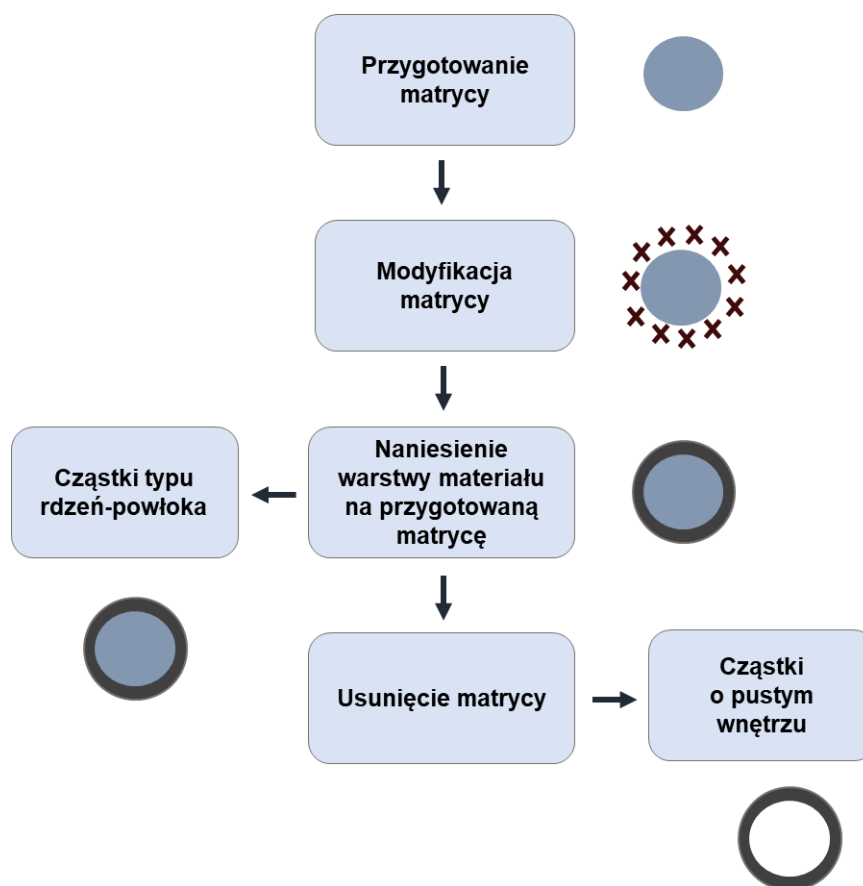 Przygotowanie
matrycy
Modyfikacja
matrycy
Naniesienie
warstwy materiału
na przygotowaną
matrycę
Cząstki typu
rdzeń-powłoka
Usunięcie matrycy
Cząstki
o pustym
wnętrzu